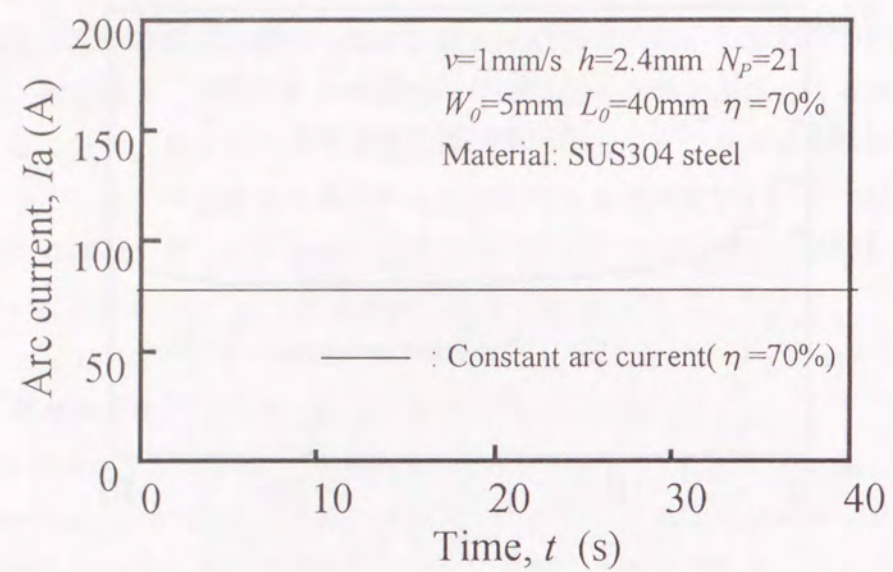 200
150
100
50
0
Arc current, Ia (A)
v=1mm/s h=2.4mm N_P=21
W_0=5mm L_0=40mm η=70%
Material: SUS304 steel
: Constant arc current( η =70%)
0 10 20 30 40
Time, t (s)